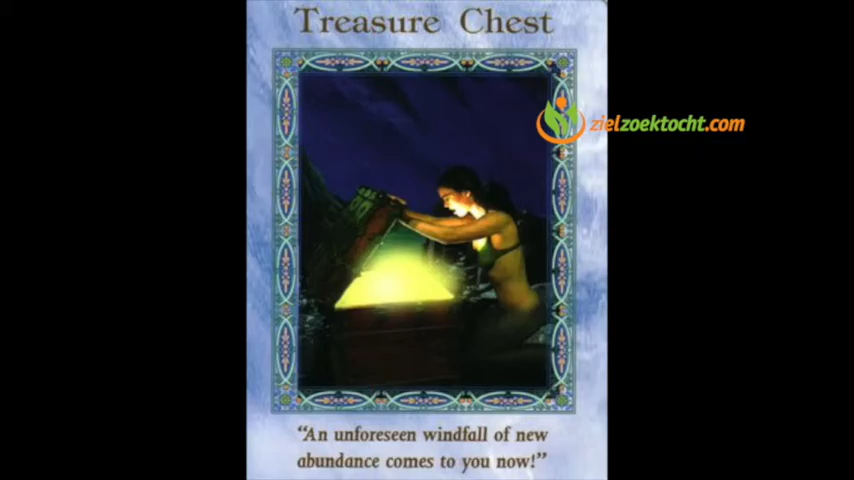 Treasure Chest
zielzoektocht.com
“An unforeseen windfall of new
abundance comes to you now!”